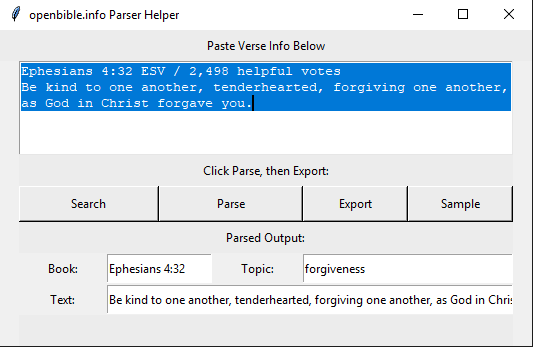 openbible.info Parser Helper
Paste Verse Info Below
Ephesians 4:32 ESV / 2,498 helpful votes
Be kind to one another, tenderhearted, forgiving one another,
as God in Christ forgave you.
Click Parse, then Export:
Search Parse Export Sample
Parsed Output:
Book: Ephesians 4:32 Topic: forgiveness
Text: Be kind to one another, tenderhearted, forgiving one another, as God in Chris